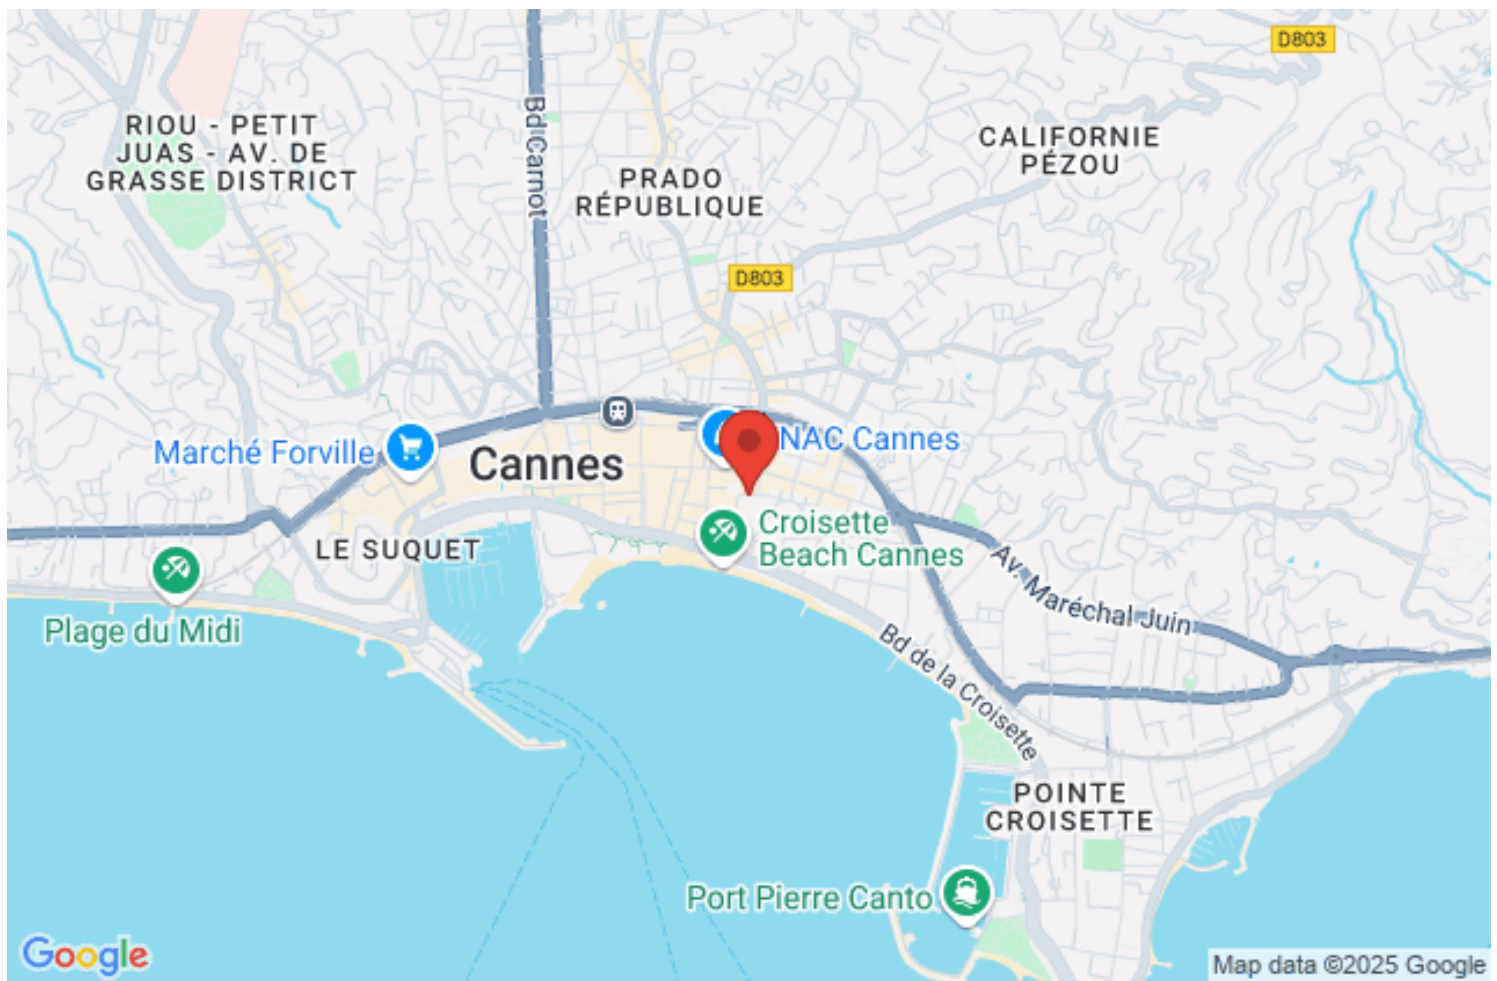 D803
RIOU - PETIT
JUAS - AV. DE
GRASSE DISTRICT
Bd Carnot
PRADO
RÉPUBLIQUE
CALIFORNIE
PÉZOU
D803
Marché Forville
Cannes
NAC Cannes
Croisette
Beach Cannes
LE SUQUET
Plage du Midi
Av. Maréchal Juin
Bd de la Croisette
POINTE
CROISETTE
Port Pierre Canto
Google
Map data ©2025 Google